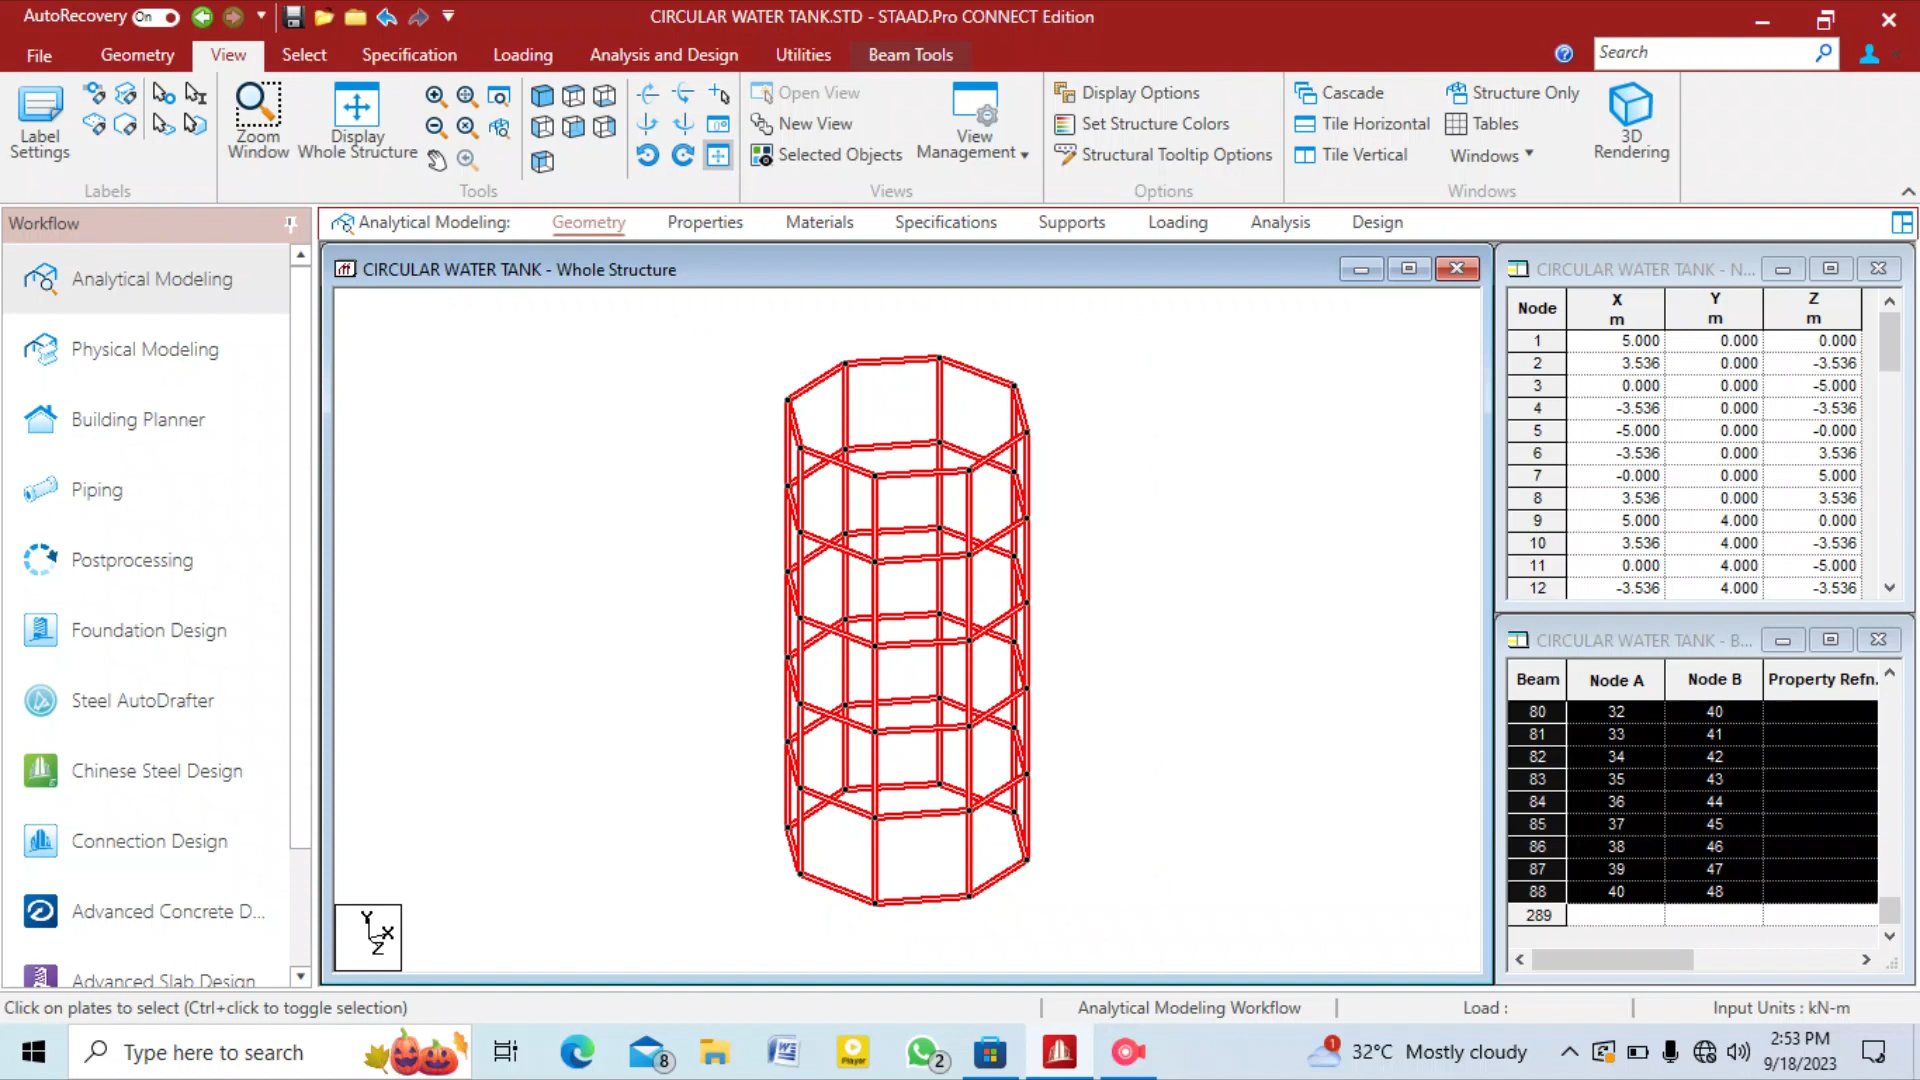 AutoRecovery On
CIRCULAR WATER TANK.STD - STAAD.Pro CONNECT Edition
File Geometry View Select Specification Loading Analysis and Design Utilities Beam Tools
Search
Label Settings
Labels
Zoom Window
Display Whole Structure
Tools
Open View
New View
Selected Objects
View Management
Views
Display Options
Set Structure Colors
Structural Tooltip Options
Options
Cascade
Tile Horizontal
Tile Vertical
Structure Only
Tables
Windows
Windows
3D Rendering
Workflow
Analytical Modeling: Geometry Properties Materials Specifications Supports Loading Analysis Design
Analytical Modeling
Physical Modeling
Building Planner
Piping
Postprocessing
Foundation Design
Steel AutoDrafter
Chinese Steel Design
Connection Design
Advanced Concrete D...
Advanced Slab Design
CIRCULAR WATER TANK - Whole Structure
Y
X
Z
CIRCULAR WATER TANK - N...
Node X m Y m Z m
1 5.000 0.000 0.000
2 3.536 0.000 -3.536
3 0.000 0.000 -5.000
4 -3.536 0.000 -3.536
5 -5.000 0.000 -0.000
6 -3.536 0.000 3.536
7 -0.000 0.000 5.000
8 3.536 0.000 3.536
9 5.000 4.000 0.000
10 3.536 4.000 -3.536
11 0.000 4.000 -5.000
12 -3.536 4.000 -3.536
CIRCULAR WATER TANK - B...
Beam Node A Node B Property Refn.
80 32 40
81 33 41
82 34 42
83 35 43
84 36 44
85 37 45
86 38 46
87 39 47
88 40 48
289
Click on plates to select (Ctrl+click to toggle selection)
Analytical Modeling Workflow
Load :
Input Units : kN-m
Type here to search
8
W
Player
2
1
32°C Mostly cloudy
2:53 PM
9/18/2023